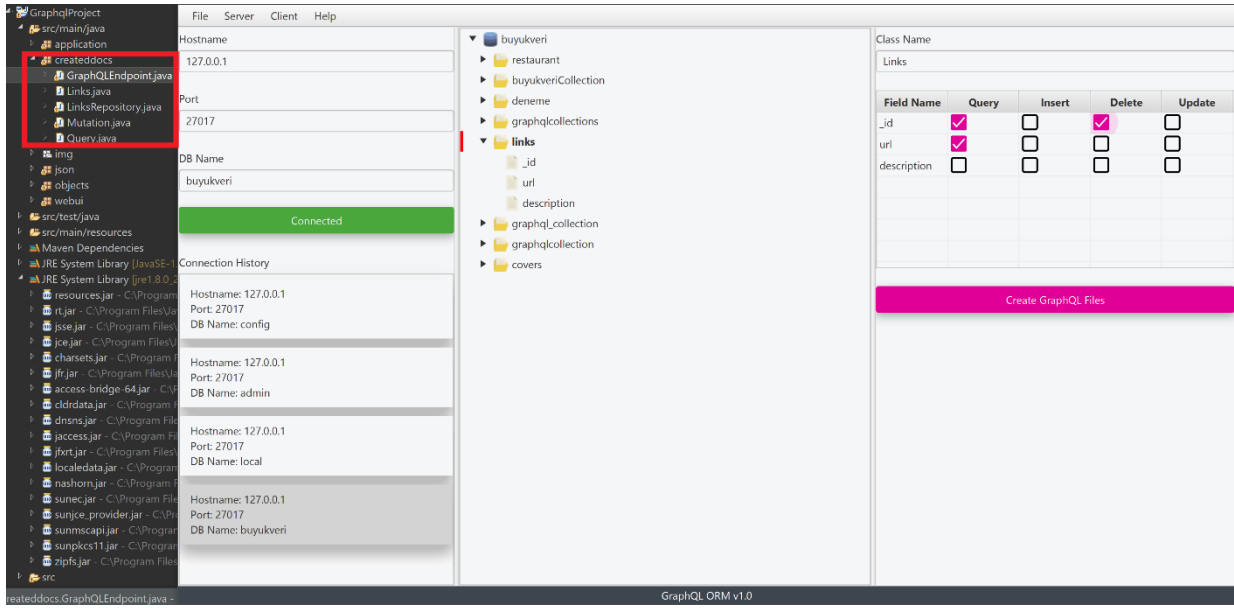 GraphqlProject
src/main/java
application
createddocs
GraphQLEndpoint.java
Links.java
LinksRepository.java
Mutation.java
Query.java
img
json
objects
webui
src/test/java
src/main/resources
Maven Dependencies
JRE System Library [JavaSE-1
JRE System Library [jre1.8.0_2
resources.jar - C:\Program
rt.jar - C:\Program Files\Ja
jsse.jar - C:\Program Files\
jce.jar - C:\Program Files\J
charsets.jar - C:\Program F
jfr.jar - C:\Program Files\Ja
access-bridge-64.jar - C:\P
cldrdata.jar - C:\Program F
dnsns.jar - C:\Program File
jaccess.jar - C:\Program Fi
jfxrt.jar - C:\Program Files\
localedata.jar - C:\Program
nashorn.jar - C:\Program F
sunec.jar - C:\Program File
sunjce_provider.jar - C:\Pro
sunmscapi.jar - C:\Program
sunpkcs11.jar - C:\Program
zipfs.jar - C:\Program Files
src
reateddocs.GraphQLEndpoint.java -
File Server Client Help
Hostname
127.0.0.1
Port
27017
DB Name
buyukveri
Connected
Connection History
Hostname: 127.0.0.1
Port: 27017
DB Name: config
Hostname: 127.0.0.1
Port: 27017
DB Name: admin
Hostname: 127.0.0.1
Port: 27017
DB Name: local
Hostname: 127.0.0.1
Port: 27017
DB Name: buyukveri
buyukveri
restaurant
buyukveriCollection
deneme
graphqlcollections
links
_id
url
description
graphql_collection
graphqlcollection
covers
Class Name
Links
Field Name Query Insert Delete Update
_id
url
description
Create GraphQL Files
GraphQL ORM v1.0